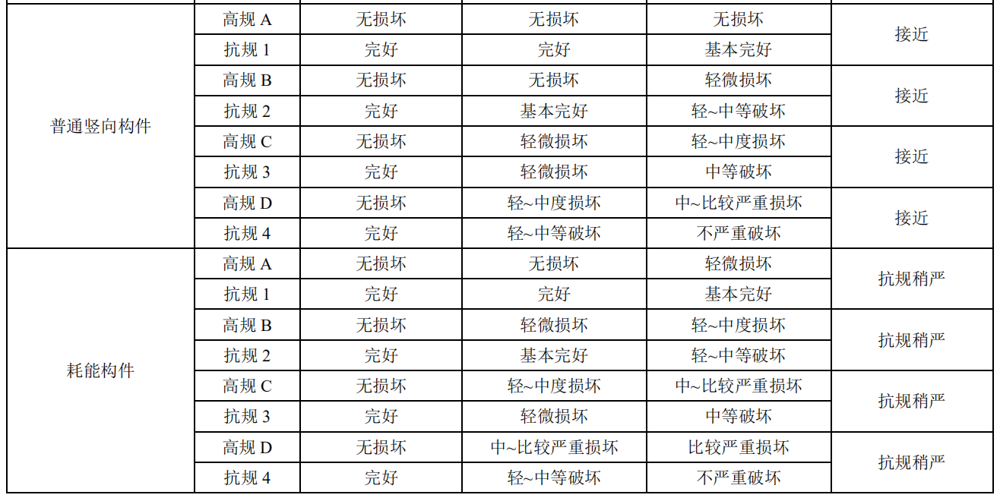 高规 A 无损坏 无损坏 无损坏
接近
抗规 1 完好 完好 基本完好
高规 B 无损坏 无损坏 轻微损坏
接近
抗规 2 完好 基本完好 轻~中等破坏
普通竖向构件
高规 C 无损坏 轻微损坏 轻~中度损坏
接近
抗规 3 完好 轻微损坏 中等破坏
高规 D 无损坏 轻~中度损坏 中~比较严重损坏
接近
抗规 4 完好 轻~中等破坏 不严重破坏
高规 A 无损坏 无损坏 轻微损坏
抗规稍严
抗规 1 完好 完好 基本完好
高规 B 无损坏 轻微损坏 轻~中度损坏
抗规稍严
抗规 2 完好 基本完好 轻~中等破坏
耗能构件
高规 C 无损坏 轻~中度损坏 中~比较严重损坏
抗规稍严
抗规 3 完好 轻微损坏 中等破坏
高规 D 无损坏 中~比较严重损坏 比较严重损坏
抗规稍严
抗规 4 完好 轻~中等破坏 不严重破坏